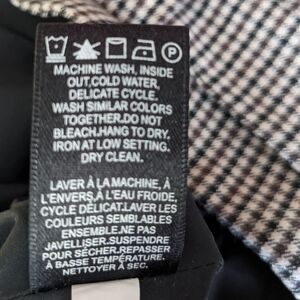 MACHINE WASH, INSIDE
OUT,COLD WATER,
DELICATE CYCLE.
WASH SIMILAR COLORS
TOGETHER.DO NOT
BLEACH.HANG TO DRY.
IRON AT LOW SETTING.
DRY CLEAN.
LAVER À LA MACHINE, À
L'ENVERS,À L'EAU FROIDE,
CYCLE DÉLICAT.LAVER LES
COULEURS SEMBLABLES
ENSEMBLE.NE PAS
JAVELLISER.SUSPENDRE
POUR SÉCHER.REPASSER
À BASSE TEMPÉRATURE.
NETTOYER À SEC.